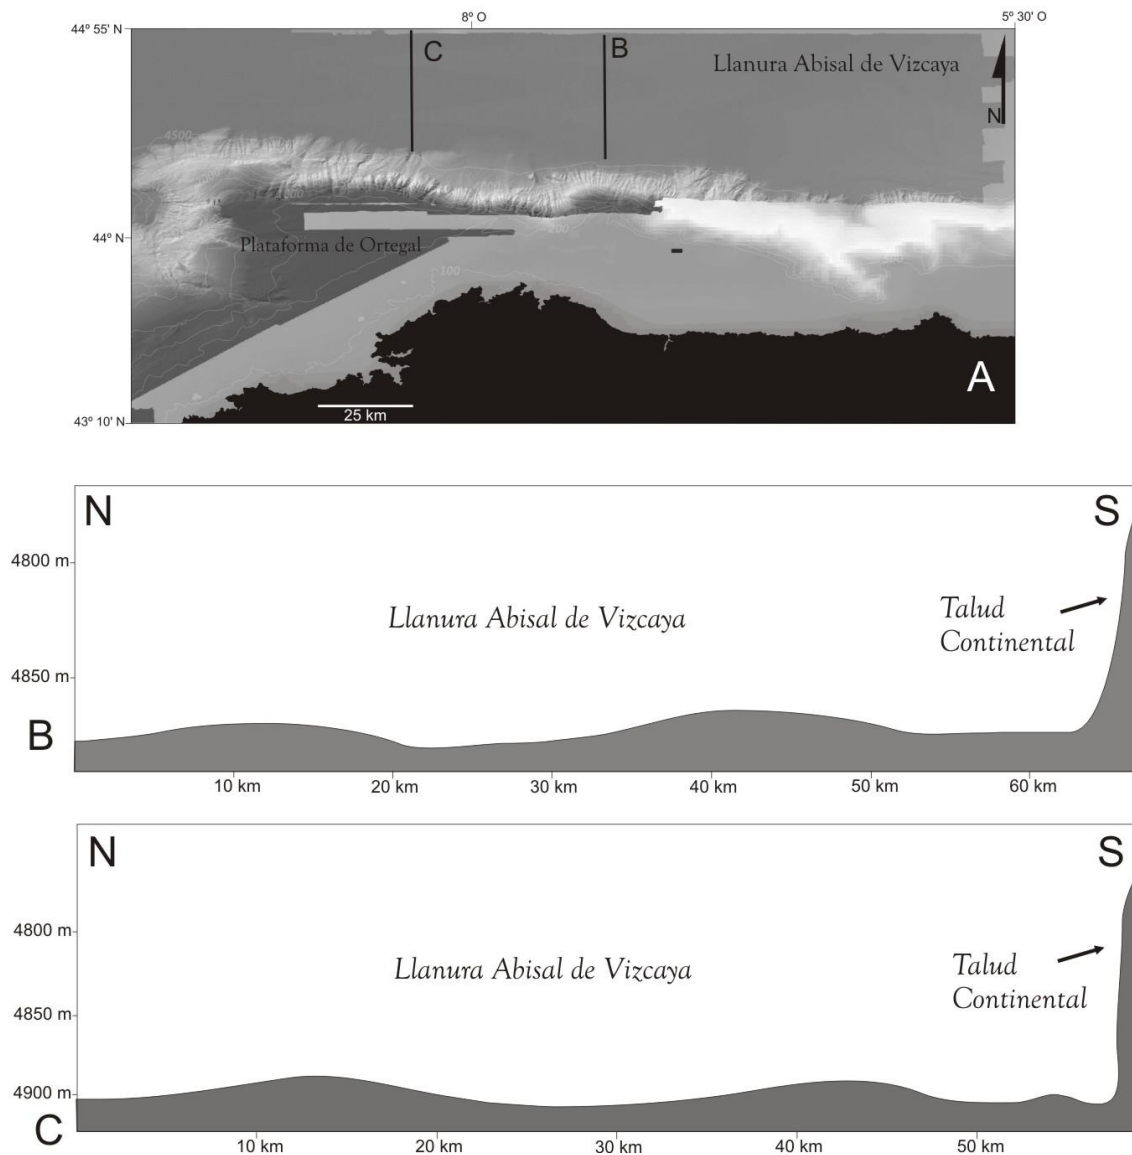 8º O
5º 30' O
44º 55' N
C
B
Llanura Abisal de Vizcaya
N
4500
44º N
Plataforma de Ortegal
200
100
A
25 km
43º 10' N
N
S
4800 m
Llanura Abisal de Vizcaya
Talud
Continental
4850 m
B
10 km
20 km
30 km
40 km
50 km
60 km
N
S
4800 m
Llanura Abisal de Vizcaya
Talud
Continental
4850 m
4900 m
C
10 km
20 km
30 km
40 km
50 km